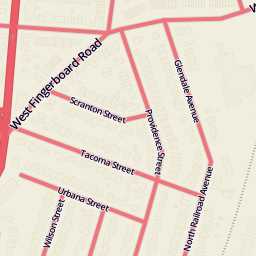 West Fingerboard Road
Glendale Avenue
Scranton Street
Providence Street
Tacoma Street
North Railroad Avenue
Urbana Street
Wilson Street